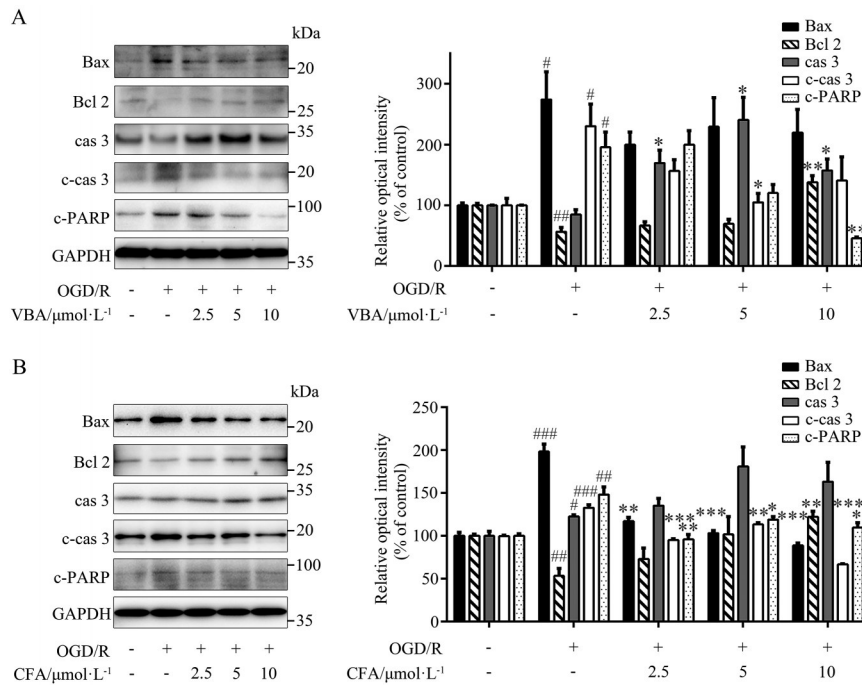 A
kDa
Bax
20
Bcl 2
25
cas 3
35
c-cas 3
20
c-PARP
100
GAPDH
35
OGD/R - + + + +
VBA/μmol·L-1 - - 2.5 5 10
Bax
Bcl 2
cas 3
c-cas 3
c-PARP
Relative optical intensity
(% of control)
300
200
100
0
# ## # # * * * ** * **
OGD/R - + + + +
VBA/μmol·L-1 - - 2.5 5 10
B
kDa
Bax
20
Bcl 2
25
cas 3
35
c-cas 3
20
c-PARP
100
GAPDH
35
OGD/R - + + + +
CFA/μmol·L-1 - - 2.5 5 10
Bax
Bcl 2
cas 3
c-cas 3
c-PARP
Relative optical intensity
(% of control)
250
200
150
100
50
0
### ## # ### ## ** *** ** *** ** * *** ** *** *
OGD/R - + + + +
CFA/μmol·L-1 - - 2.5 5 10